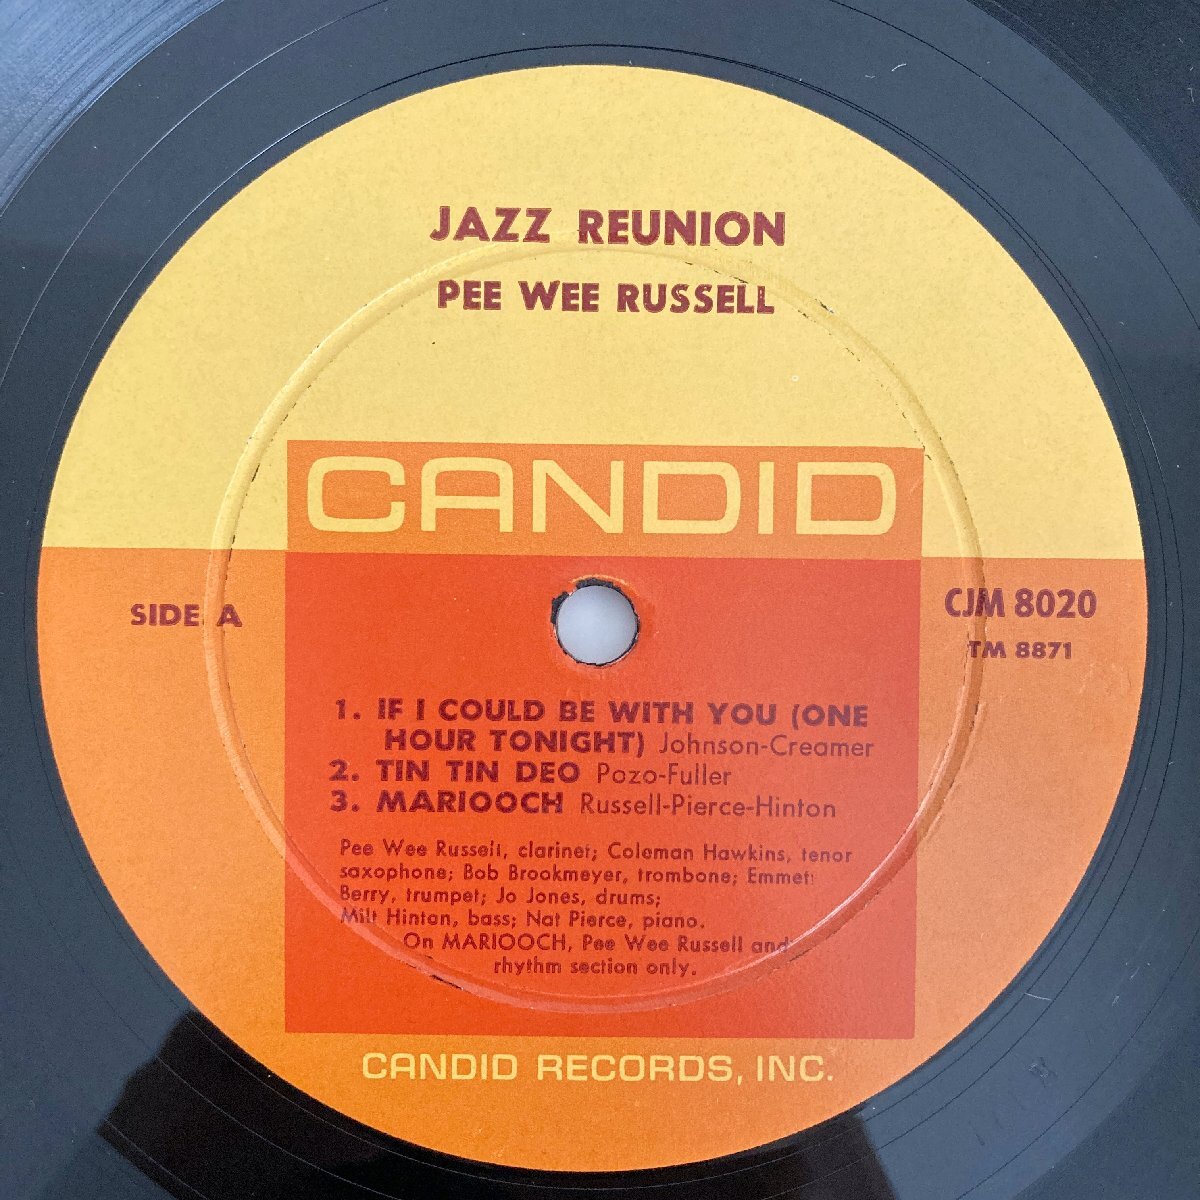 JAZZ REUNION
PEE WEE RUSSELL
CANDID
SIDE A
CJM 8020
TM 8871
1. IF I COULD BE WITH YOU (ONE
HOUR TONIGHT) Johnson-Creamer
2. TIN TIN DEO Pozo-Fuller
3. MARIOOCH Russell-Pierce-Hinton
Pee Wee Russell, clarinet; Coleman Hawkins, tenor
saxophone; Bob Brookmeyer, trombone; Emmett
Berry, trumpet; Jo Jones, drums;
Milt Hinton, bass; Nat Pierce, piano.
On MARIOOCH, Pee Wee Russell and
rhythm section only.
CANDID RECORDS, INC.